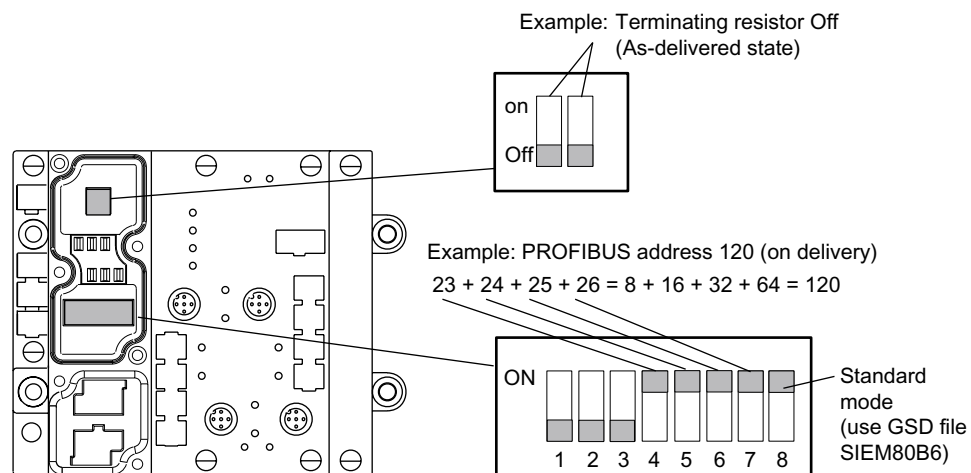 Example: Terminating resistor Off
(As-delivered state)
on
Off
Example: PROFIBUS address 120 (on delivery)
23 + 24 + 25 + 26 = 8 + 16 + 32 + 64 = 120
ON
Standard
mode
(use GSD file
SIEM80B6)
1 2 3 4 5 6 7 8